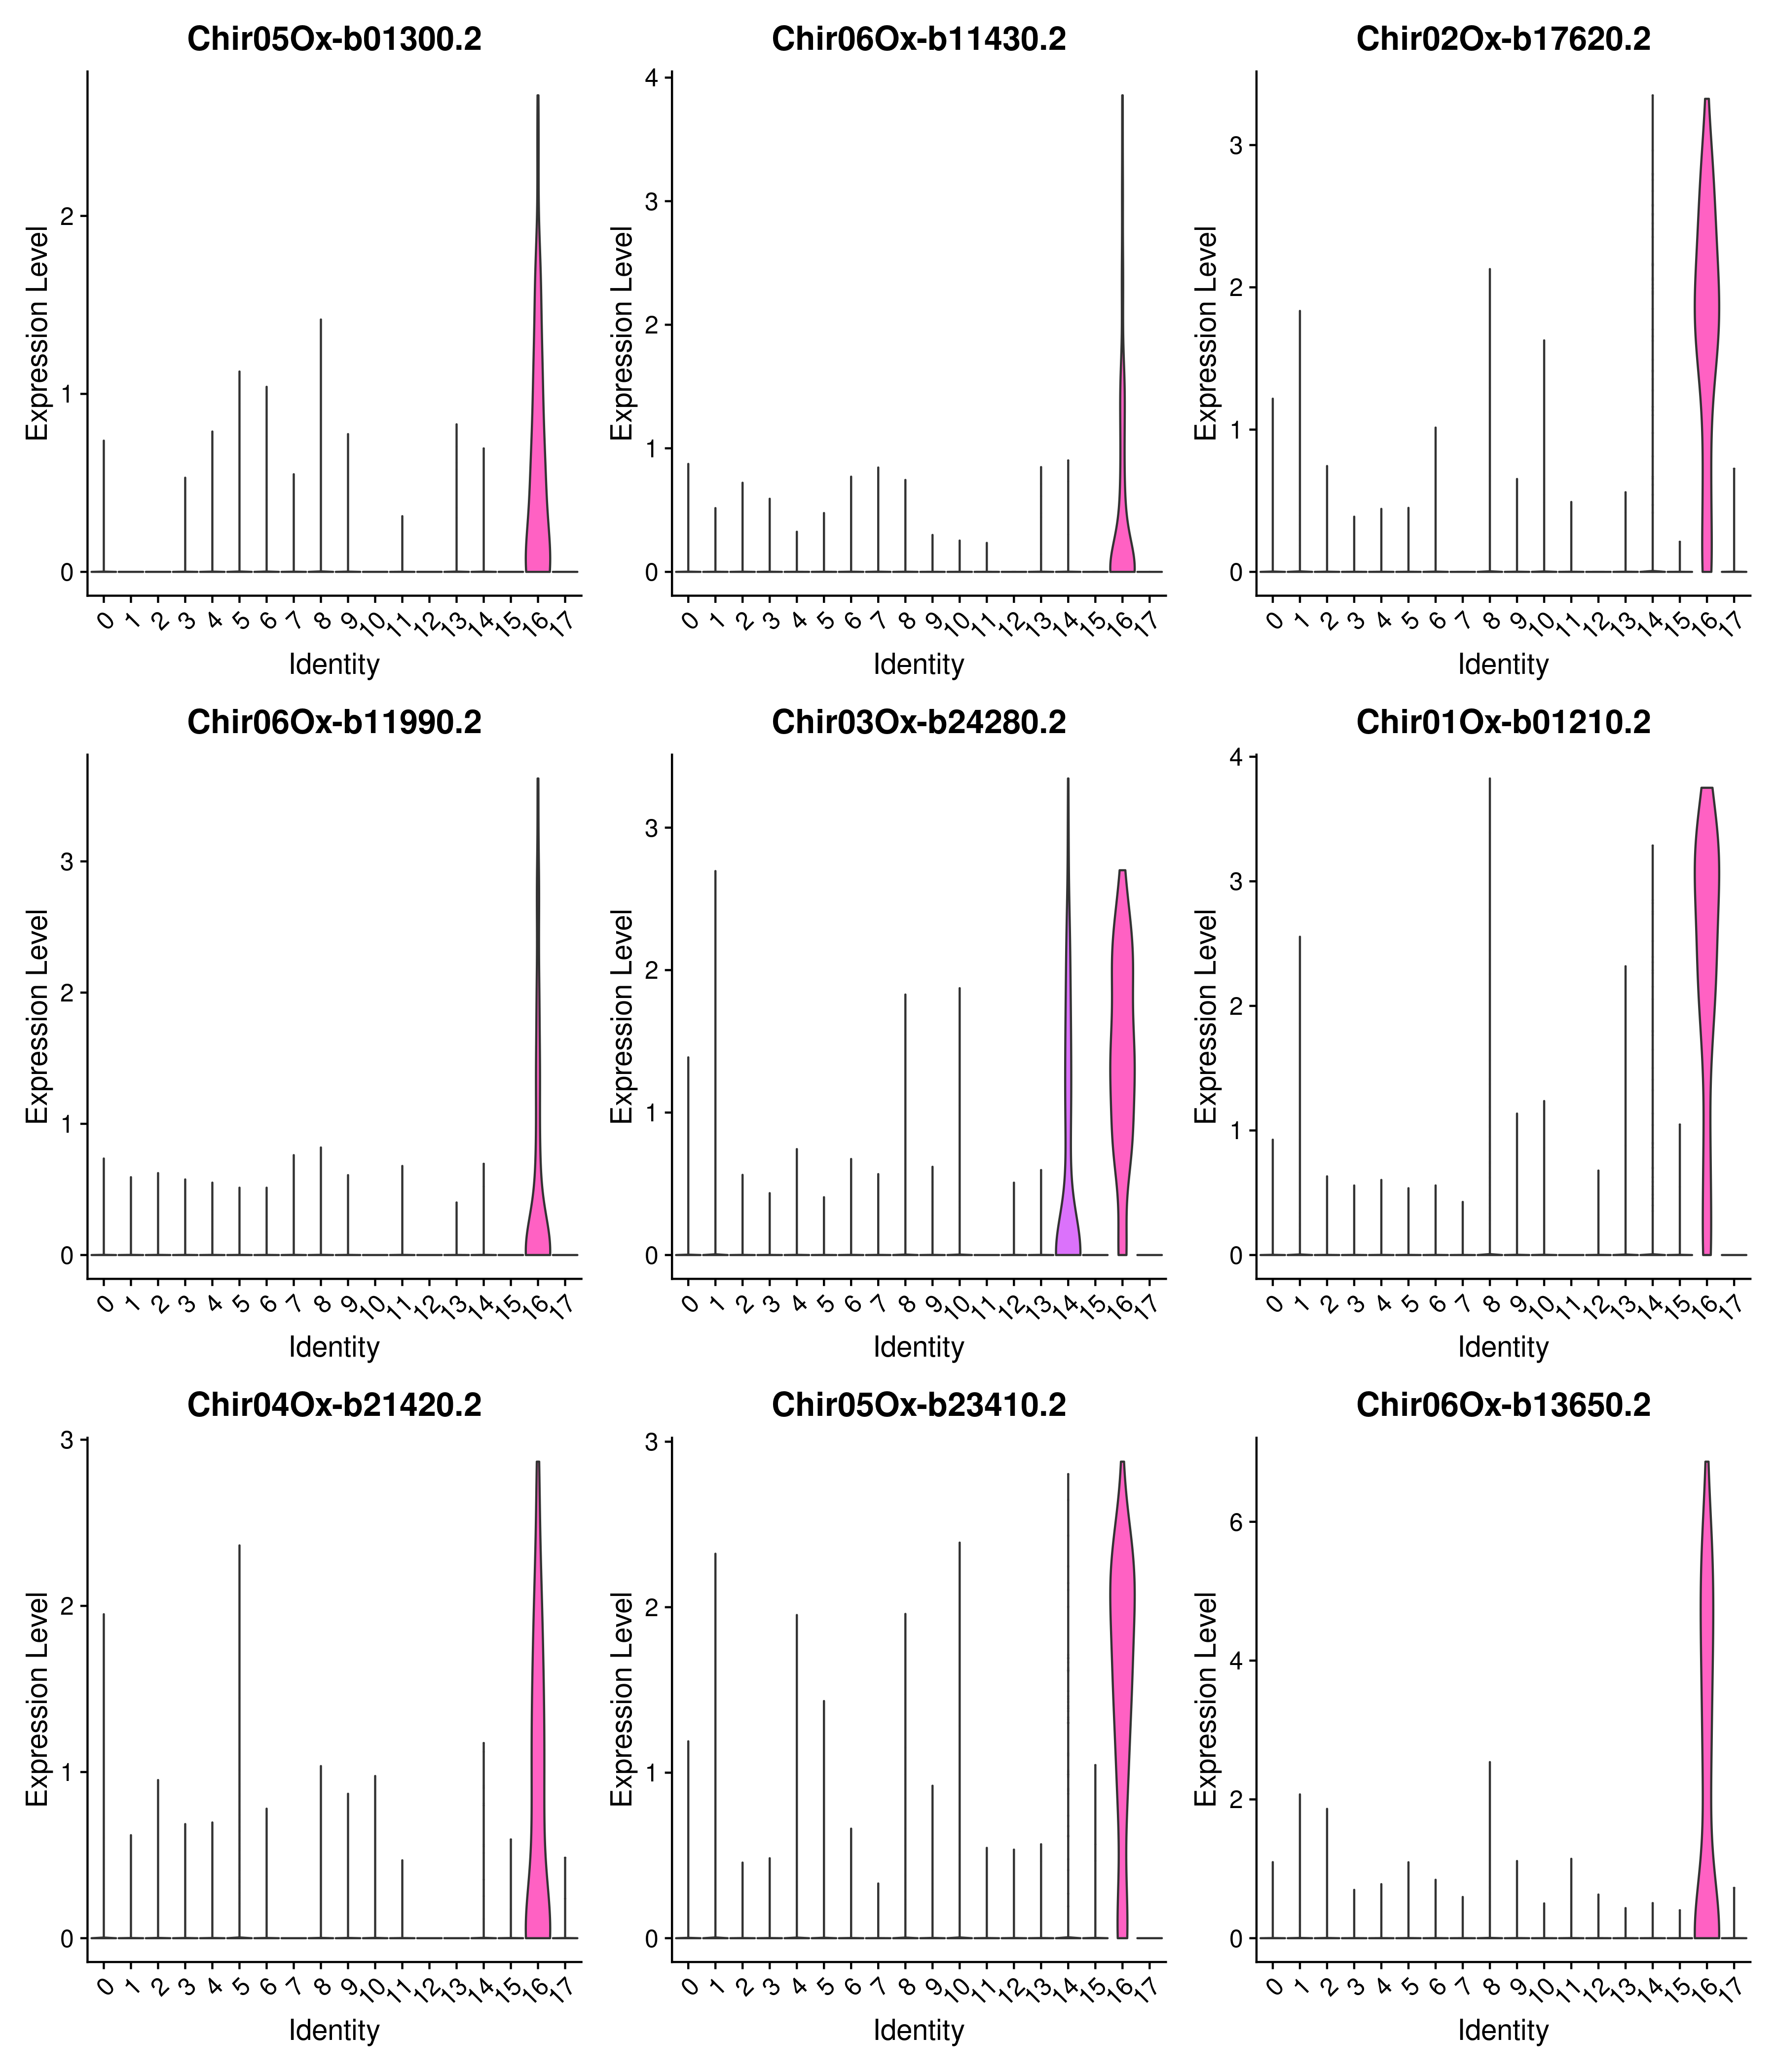 Chir05Ox-b01300.2
Expression Level
2
1
0
0 1 2 3 4 5 6 7 8 9 10 11 12 13 14 15 16 17
Identity
Chir06Ox-b11430.2
Expression Level
4
3
2
1
0
0 1 2 3 4 5 6 7 8 9 10 11 12 13 14 15 16 17
Identity
Chir02Ox-b17620.2
Expression Level
3
2
1
0
0 1 2 3 4 5 6 7 8 9 10 11 12 13 14 15 16 17
Identity
Chir06Ox-b11990.2
Expression Level
3
2
1
0
0 1 2 3 4 5 6 7 8 9 10 11 12 13 14 15 16 17
Identity
Chir03Ox-b24280.2
Expression Level
3
2
1
0
0 1 2 3 4 5 6 7 8 9 10 11 12 13 14 15 16 17
Identity
Chir01Ox-b01210.2
Expression Level
4
3
2
1
0
0 1 2 3 4 5 6 7 8 9 10 11 12 13 14 15 16 17
Identity
Chir04Ox-b21420.2
Expression Level
3
2
1
0
0 1 2 3 4 5 6 7 8 9 10 11 12 13 14 15 16 17
Identity
Chir05Ox-b23410.2
Expression Level
3
2
1
0
0 1 2 3 4 5 6 7 8 9 10 11 12 13 14 15 16 17
Identity
Chir06Ox-b13650.2
Expression Level
6
4
2
0
0 1 2 3 4 5 6 7 8 9 10 11 12 13 14 15 16 17
Identity